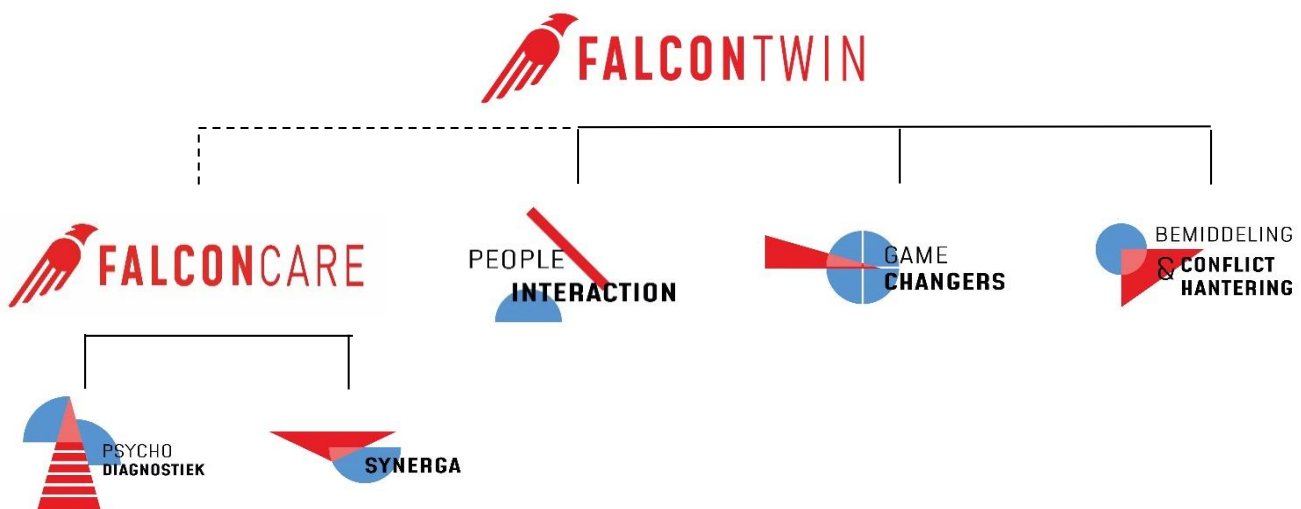 FALCONTWIN
FALCONCARE
PEOPLE
INTERACTION
GAME
CHANGERS
BEMIDDELING
& CONFLICT
HANTERING
PSYCHO
DIAGNOSTIEK
SYNERGA